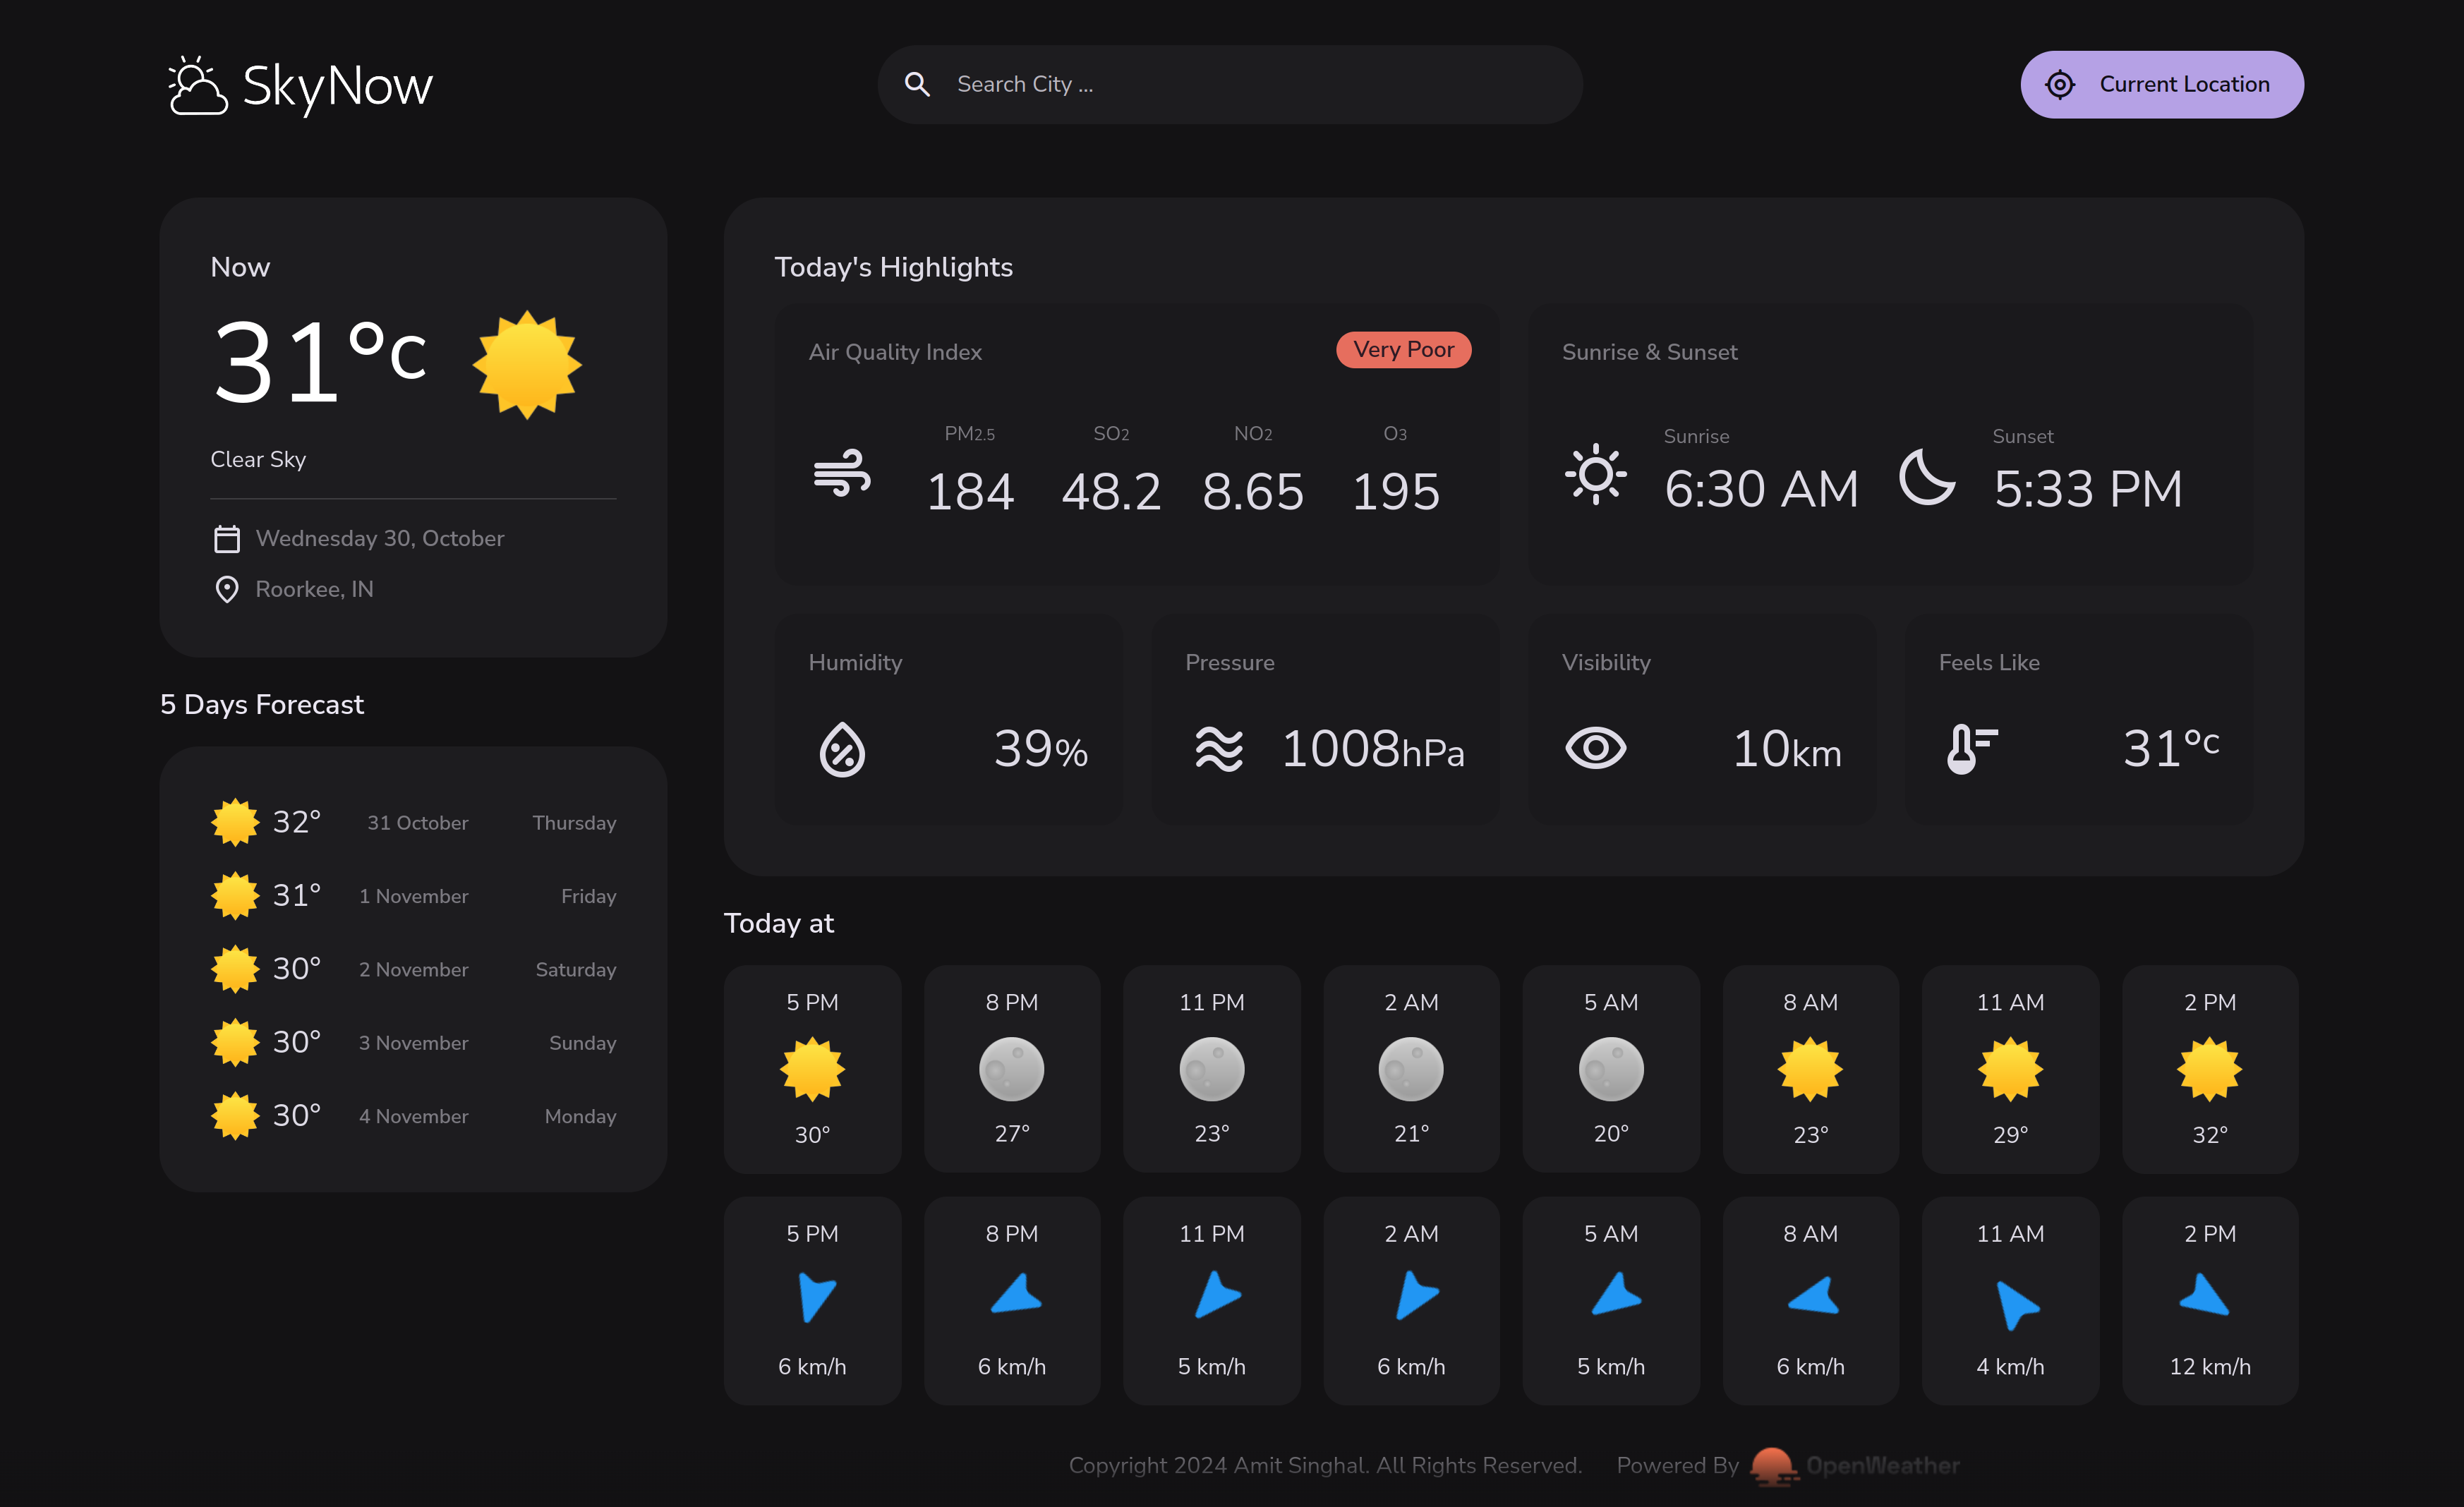 SkyNow
Search City ...
Current Location
Now
31°c
Clear Sky
Wednesday 30, October
Roorkee, IN
5 Days Forecast
32° 31 October Thursday
31° 1 November Friday
30° 2 November Saturday
30° 3 November Sunday
30° 4 November Monday
Today's Highlights
Air Quality Index Very Poor
PM2.5 SO2 NO2 O3
184 48.2 8.65 195
Sunrise & Sunset
Sunrise Sunset
6:30 AM 5:33 PM
Humidity
39%
Pressure
1008hPa
Visibility
10km
Feels Like
31°c
Today at
5 PM 8 PM 11 PM 2 AM 5 AM 8 AM 11 AM 2 PM
30° 27° 23° 21° 20° 23° 29° 32°
5 PM 8 PM 11 PM 2 AM 5 AM 8 AM 11 AM 2 PM
6 km/h 6 km/h 5 km/h 6 km/h 5 km/h 6 km/h 4 km/h 12 km/h
Copyright 2024 Amit Singhal. All Rights Reserved. Powered By OpenWeather